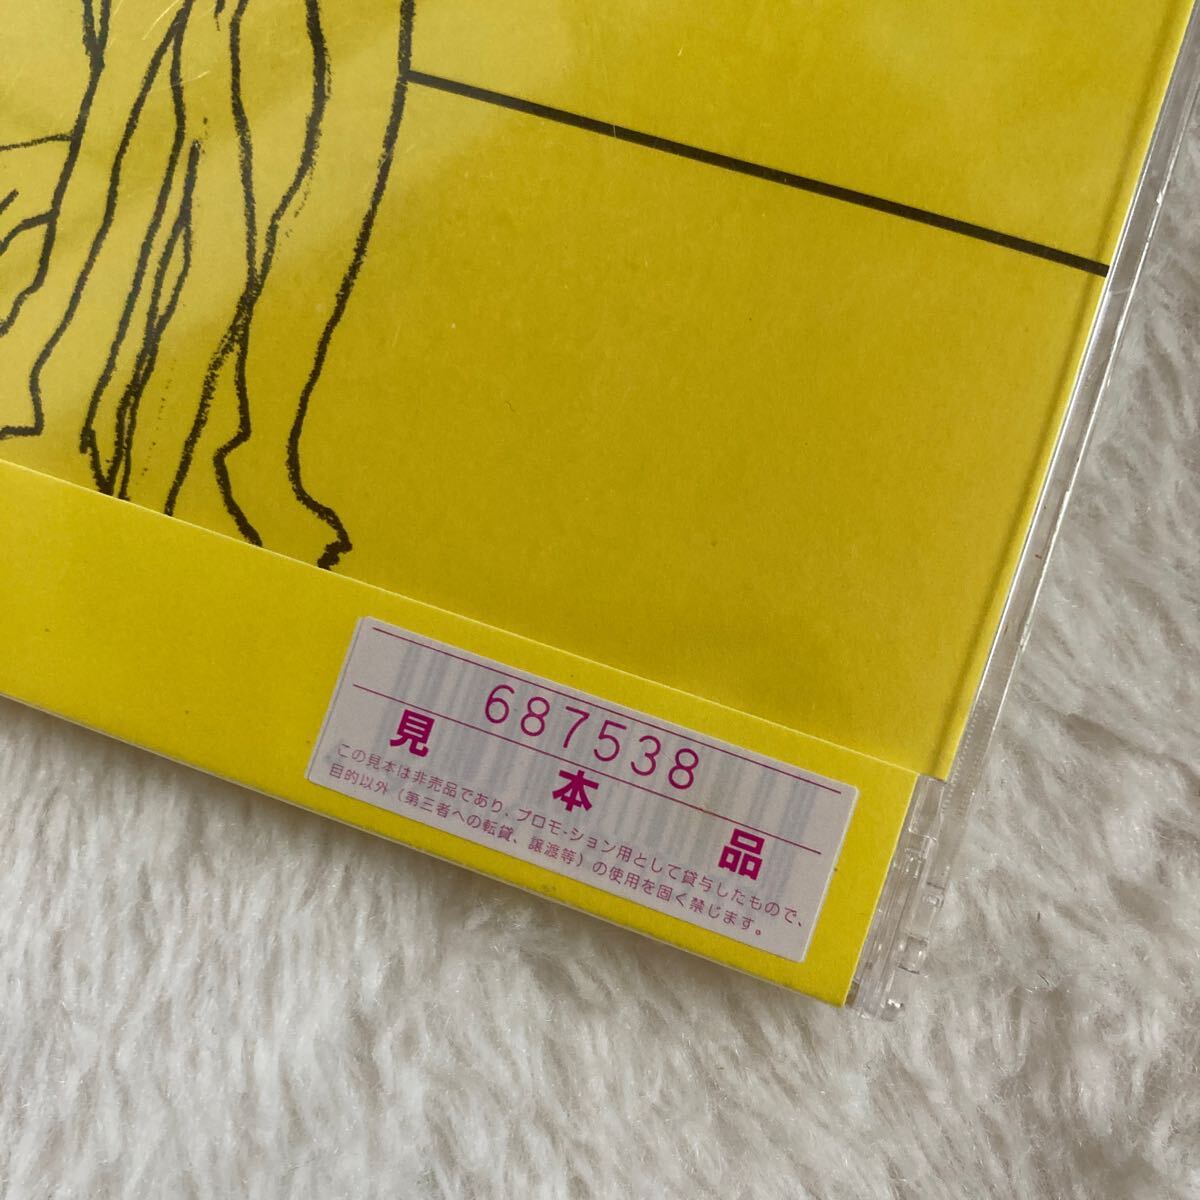 687538
見本品
この見本は非売品であり、プロモ-ション用として貸与したもので、
目的以外（第三者への転貸、譲渡等）の使用を固く禁じます。